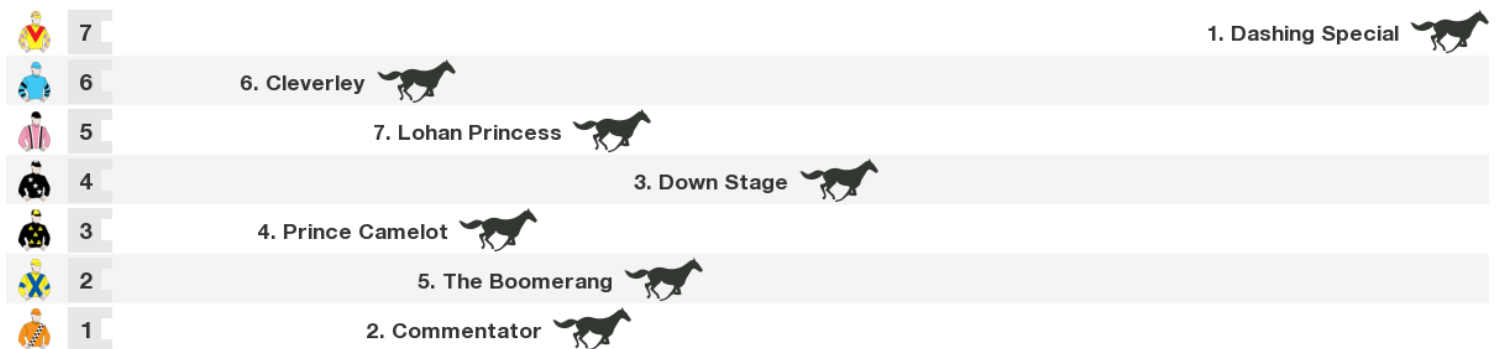 7 1. Dashing Special
6 6. Cleverley
5 7. Lohan Princess
4 3. Down Stage
3 4. Prince Camelot
2 5. The Boomerang
1 2. Commentator